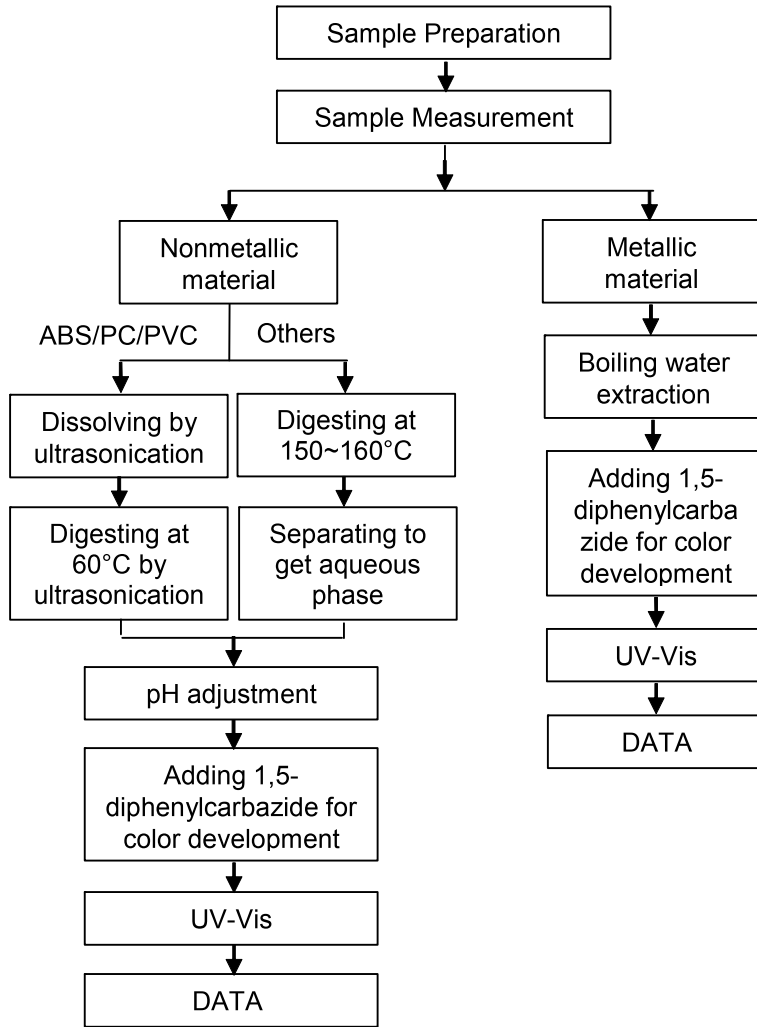 Sample Preparation
Sample Measurement
Nonmetallic
material
Metallic
material
ABS/PC/PVC
Others
Boiling water
extraction
Dissolving by
ultrasonication
Digesting at
150~160°C
Adding 1,5-
diphenylcarba
zide for color
development
Digesting at
60°C by
ultrasonication
Separating to
get aqueous
phase
UV-Vis
pH adjustment
DATA
Adding 1,5-
diphenylcarbazide for
color development
UV-Vis
DATA